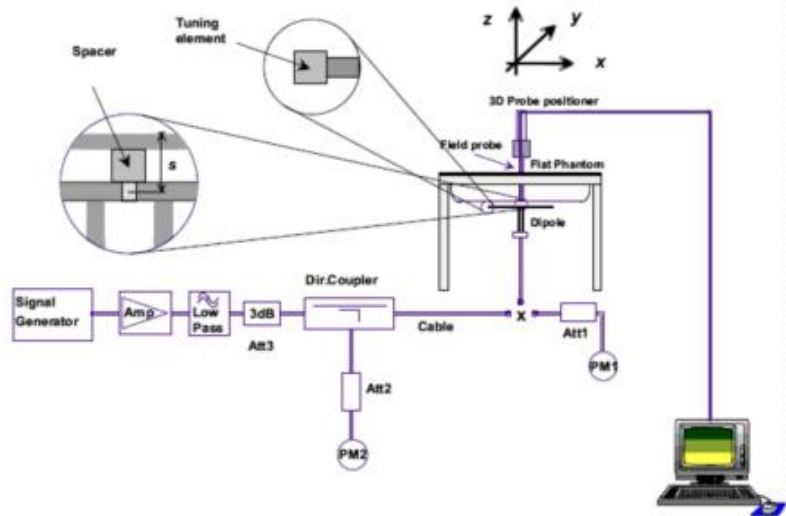 Tuning
element
Spacer
s
z
y
x
3D Probe positioner
Field probe
Flat Phantom
Dipole
Dir.Coupler
Signal
Generator
Amp
Low
Pass
3dB
Att3
Cable
x
Att1
PM1
Att2
PM2